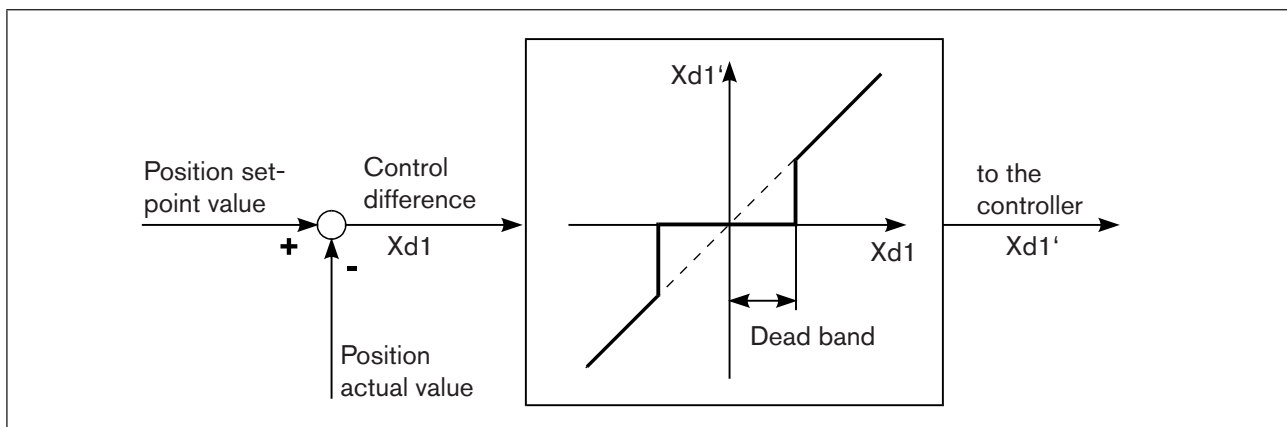 Position set-
point value
+
-
Position
actual value
Control
difference
Xd1
Xd1‘
Xd1
Dead band
to the
controller
Xd1‘